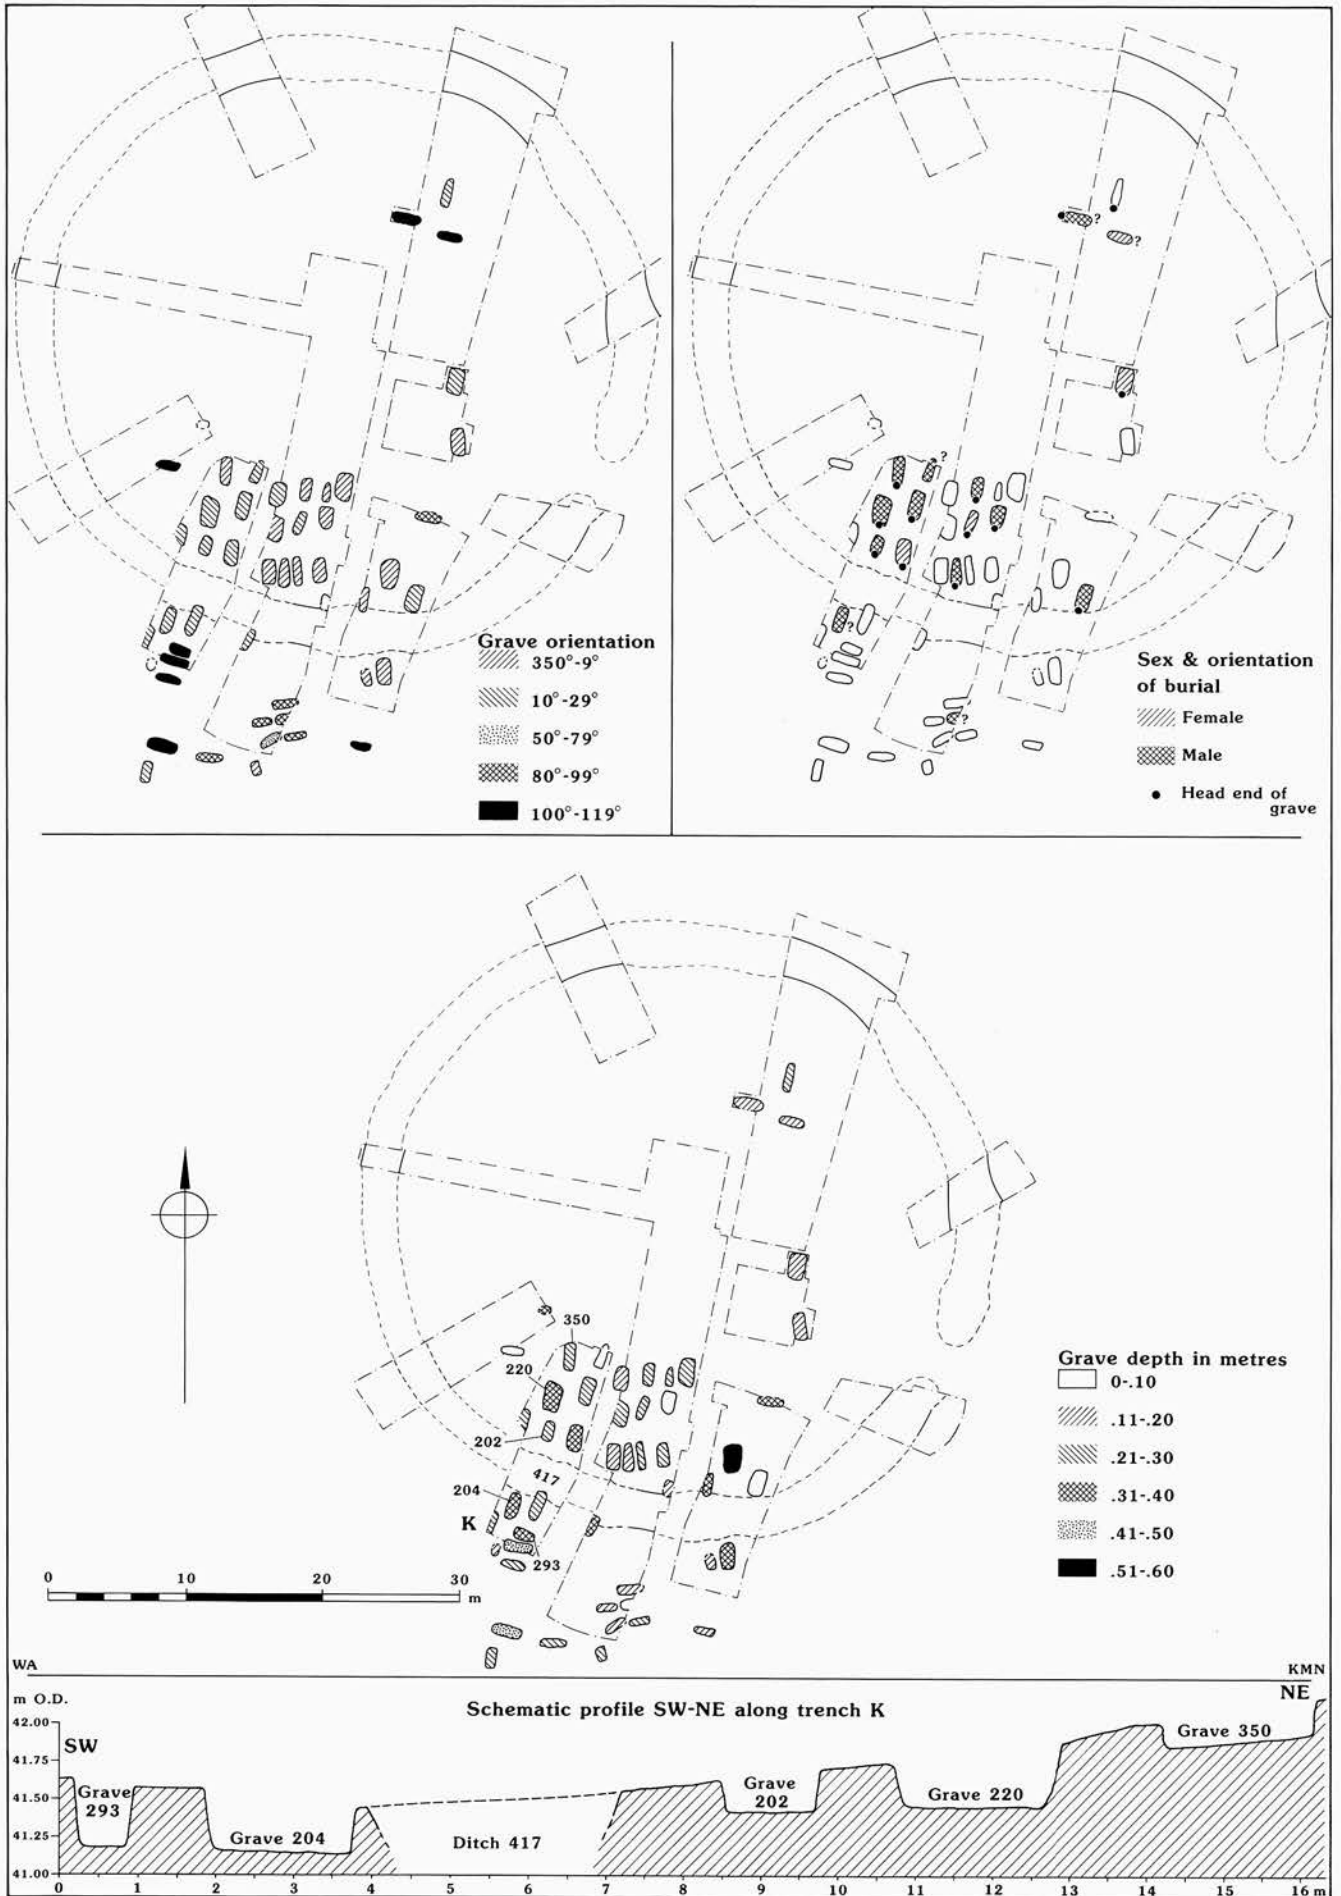 Grave orientation
350°-9°
10°-29°
50°-79°
80°-99°
100°-119°
?
?
?
?
?
Sex & orientation
of burial
Female
Male
Head end of
grave
350
220
202
417
204
K
293
0 10 20 30
m
Grave depth in metres
0-.10
.11-.20
.21-.30
.31-.40
.41-.50
.51-.60
WA
KMN
m O.D.
Schematic profile SW-NE along trench K
NE
42.00
SW
41.75
41.50
41.25
41.00
Grave
293
Grave 204
Ditch 417
Grave
202
Grave 220
Grave 350
0 1 2 3 4 5 6 7 8 9 10 11 12 13 14 15 16 m